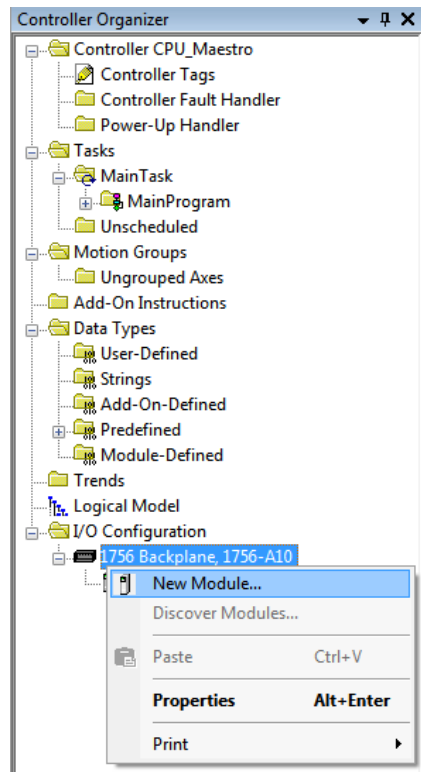 Controller Organizer
Controller CPU_Maestro
Controller Tags
Controller Fault Handler
Power-Up Handler
Tasks
MainTask
MainProgram
Unscheduled
Motion Groups
Ungrouped Axes
Add-On Instructions
Data Types
User-Defined
Strings
Add-On-Defined
Predefined
Module-Defined
Trends
Logical Model
I/O Configuration
1756 Backplane, 1756-A10
New Module...
Discover Modules...
Paste Ctrl+V
Properties Alt+Enter
Print